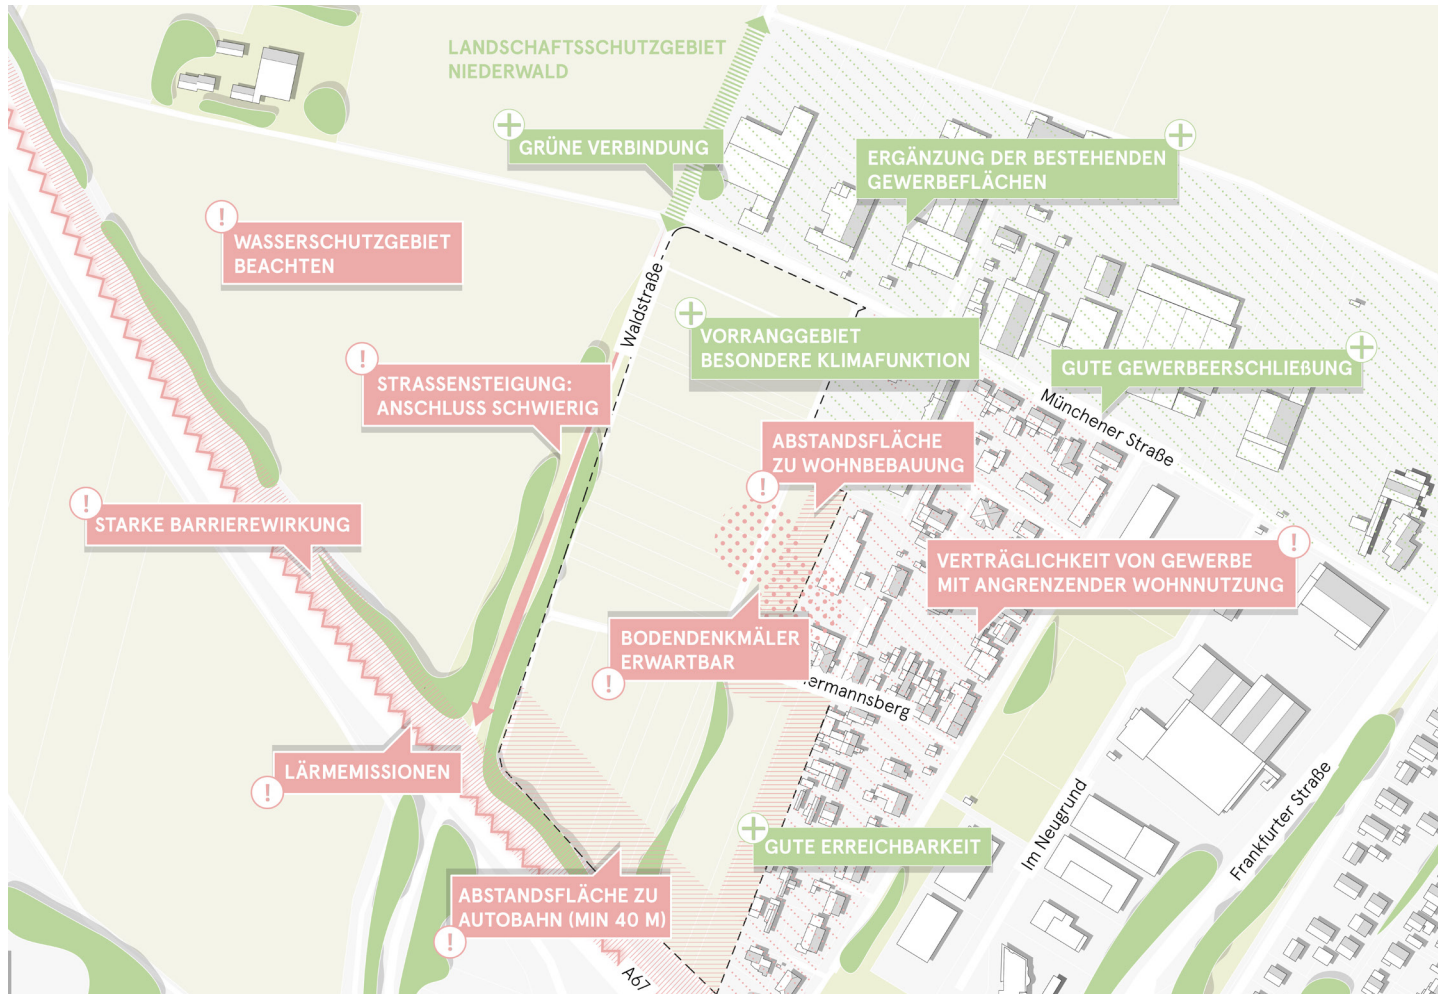 LANDSCHAFTSSCHUTZGEBIET
NIEDERWALD
GRÜNE VERBINDUNG
ERGÄNZUNG DER BESTEHENDEN
GEWERBEFLÄCHEN
WASSERSCHUTZGEBIET
BEACHTEN
Waldstraße
VORRANGGEBIET
BESONDERE KLIMAFUNKTION
GUTE GEWERBEERSCHLIEßUNG
STRASSENSTEIGUNG:
ANSCHLUSS SCHWIERIG
Münchener Straße
ABSTANDSFLÄCHE
ZU WOHNBEBAUUNG
STARKE BARRIEREWIRKUNG
VERTRÄGLICHKEIT VON GEWERBE
MIT ANGRENZENDER WOHNNUTZUNG
BODENDENKMÄLER
ERWARTBAR
ermannsberg
LÄRMEMISSIONEN
Im Neugrund
Frankfurter Straße
GUTE ERREICHBARKEIT
ABSTANDSFLÄCHE ZU
AUTOBAHN (MIN 40 M)
A67